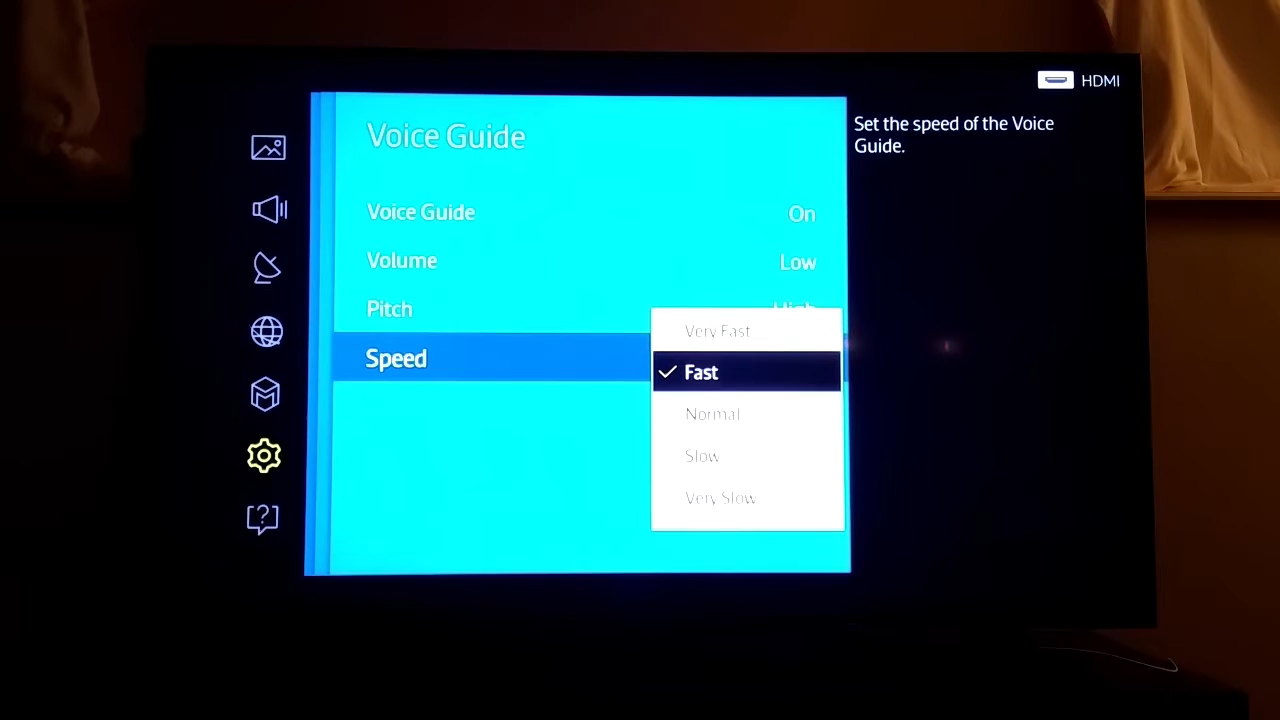 HDMI
Voice Guide
Set the speed of the Voice
Guide.
Voice Guide On
Volume Low
Pitch High
Speed
Very Fast
Fast
Normal
Slow
Very Slow